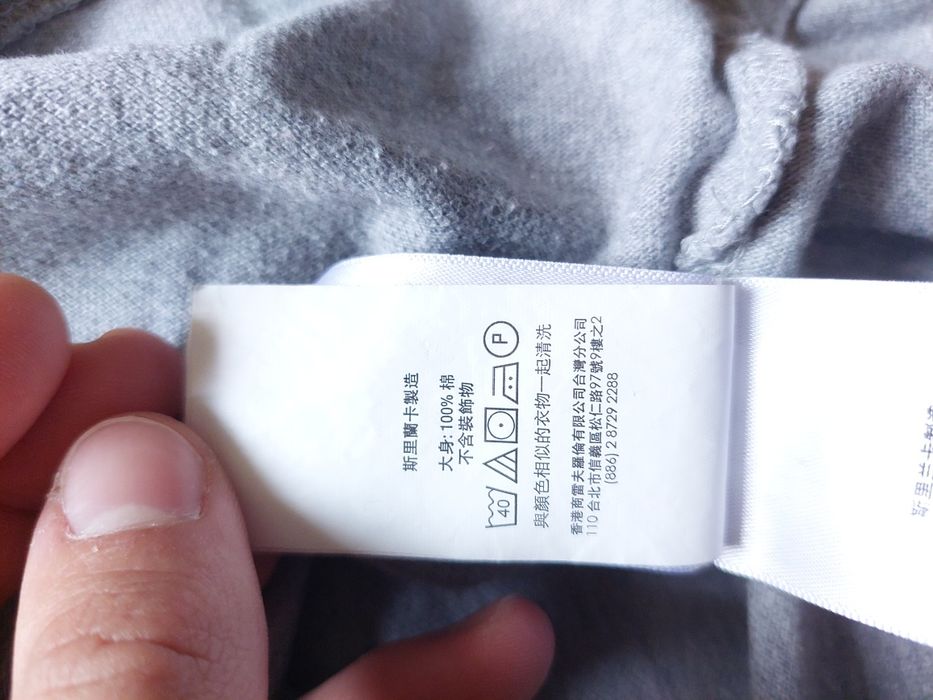 斯里蘭卡製造
大身: 100% 棉
不含裝飾物
40 P
與顏色相似的衣物一起清洗
香港商雷夫羅倫有限公司台灣分公司
110 台北市信義區松仁路97號9樓之2
(886) 2 8729 2288